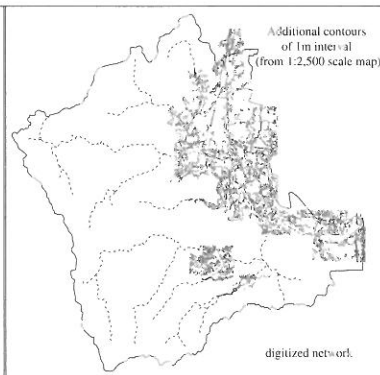 Additional contours
of 1m interval
(from 1:2,500 scale map)
digitized network